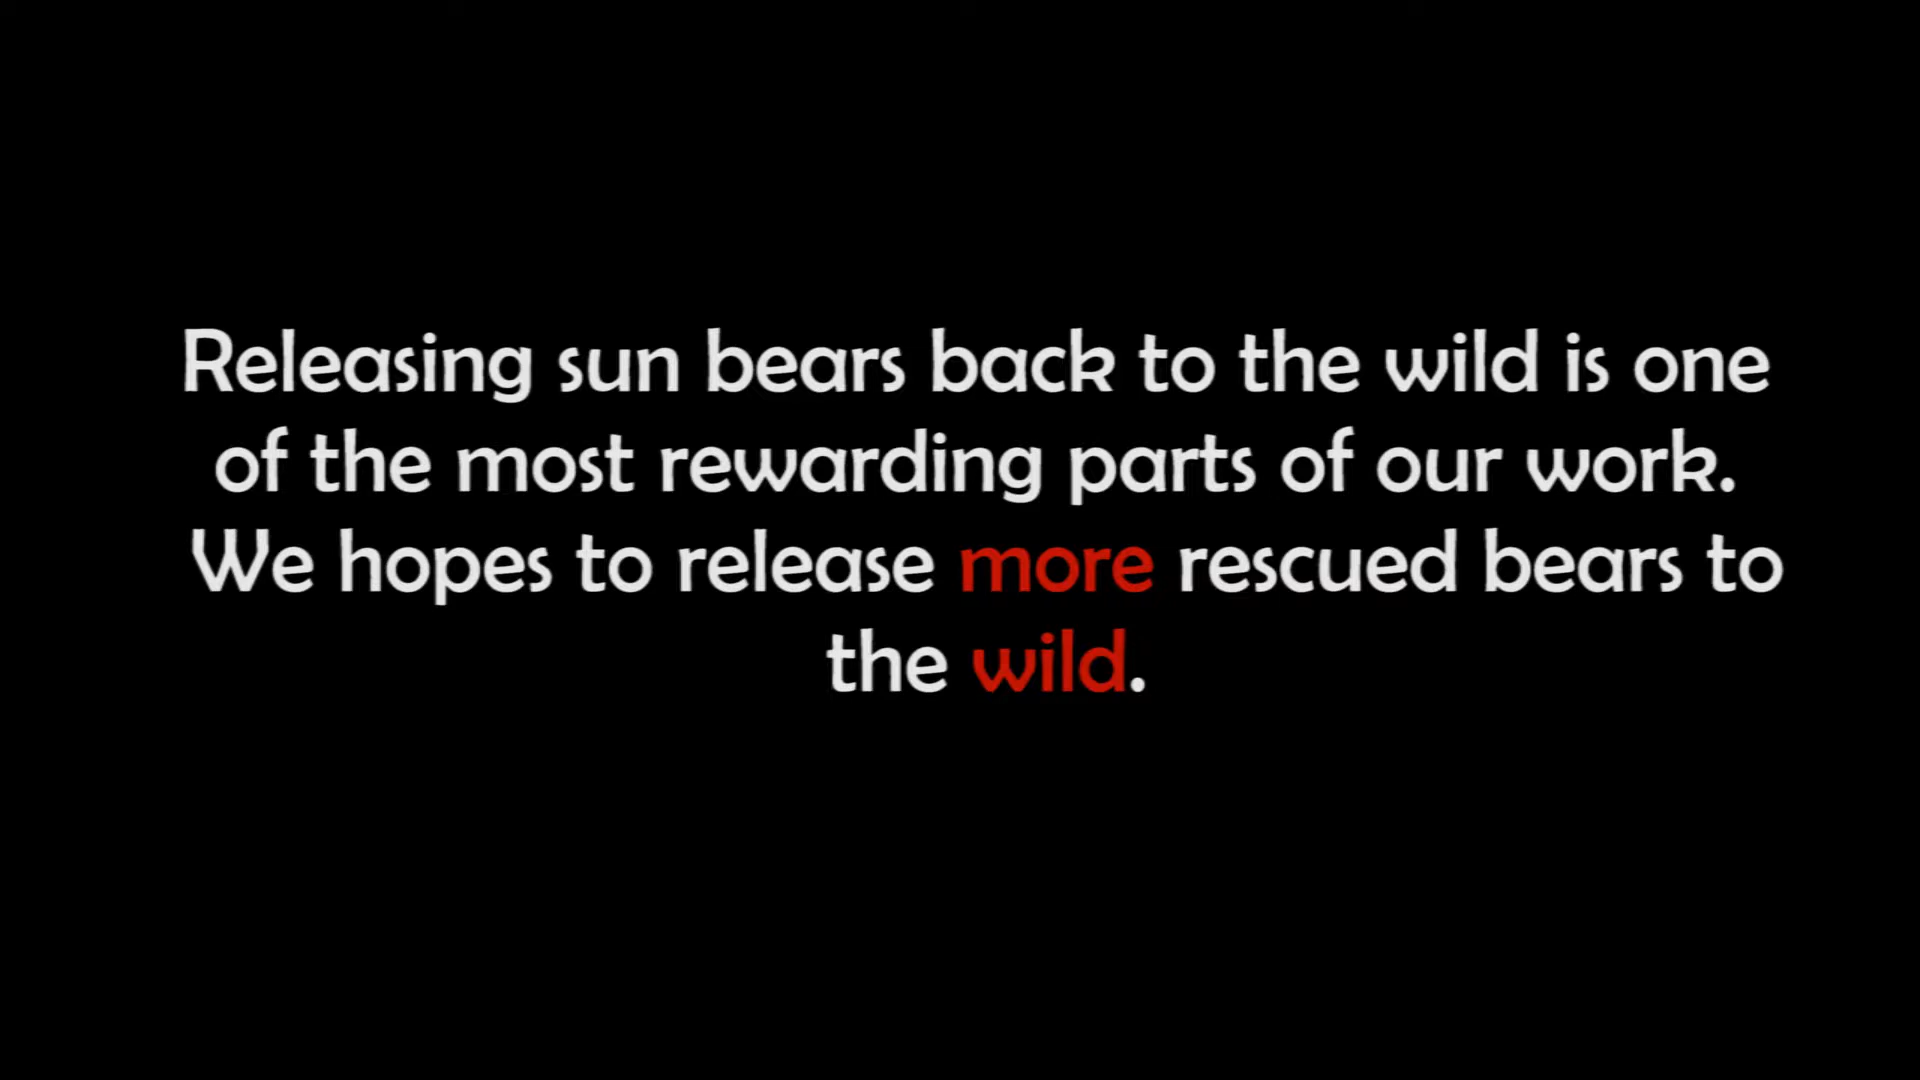 Releasing sun bears back to the wild is one
of the most rewarding parts of our work.
We hopes to release more rescued bears to
the wild.